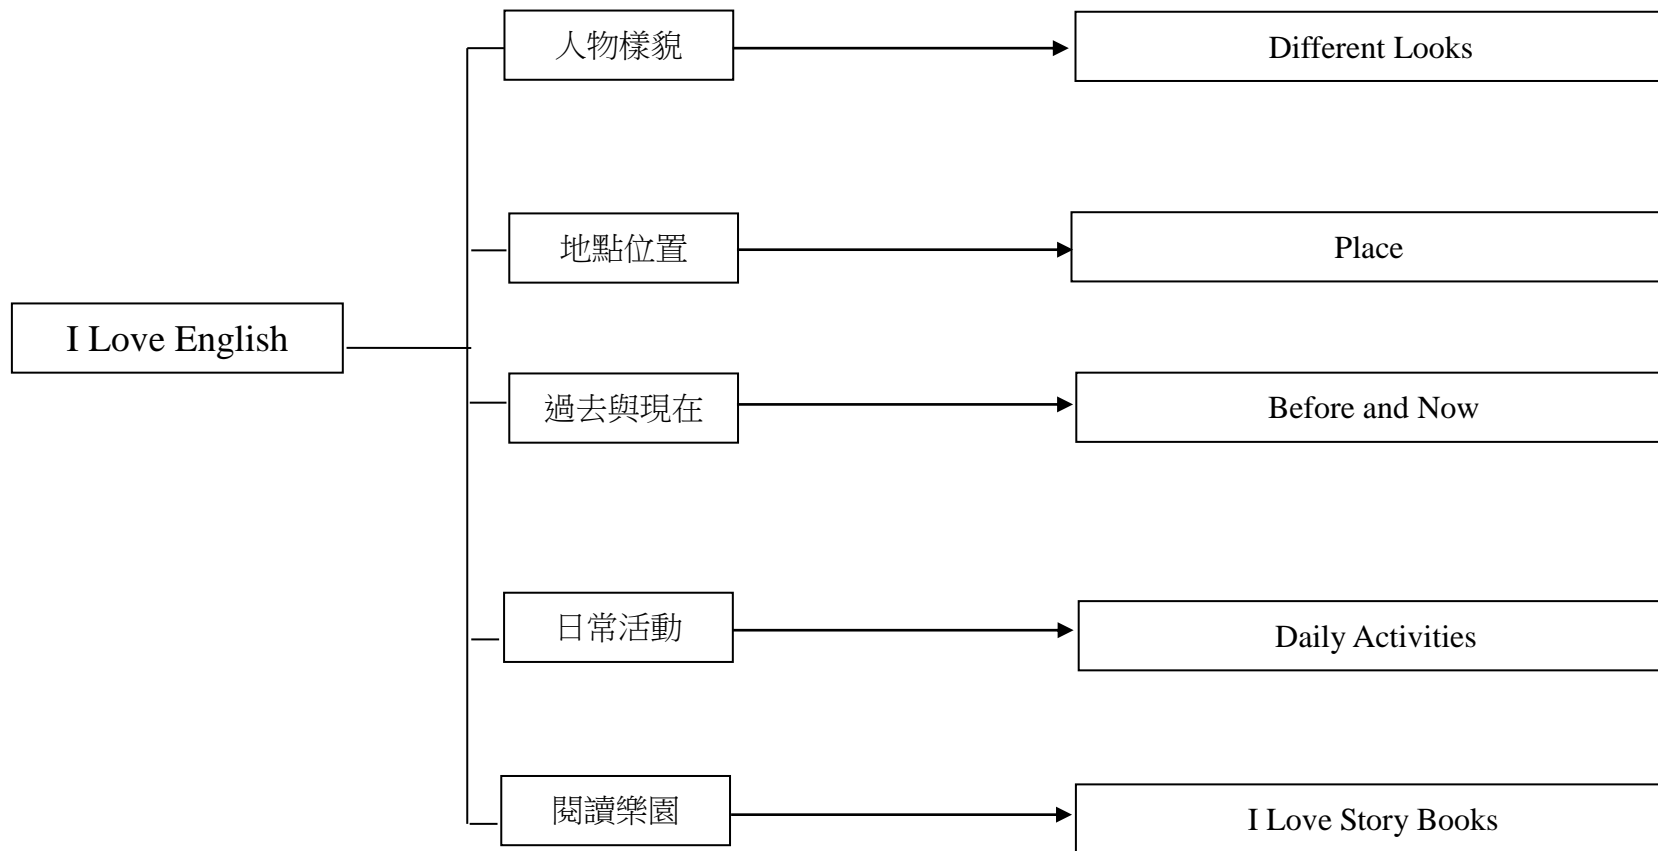 人物樣貌
Different Looks
地點位置
Place
I Love English
過去與現在
Before and Now
日常活動
Daily Activities
閱讀樂園
I Love Story Books